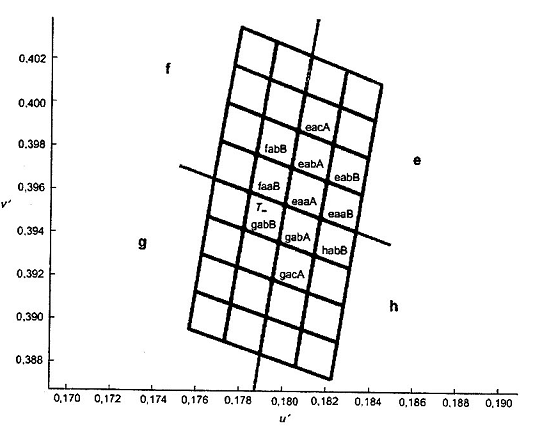 0,402
f
0,400
eacA
0,398
fabB
eabA
e
eabB
0,396
faaB
v′
T∞
eaaA
eaaB
0,394
gabB
g
gabA
habB
0,392
gacA
h
0,390
0,388
0,170 0,172 0,174 0,176 0,178 0,180 0,182 0,184 0,186 0,188 0,190
u′